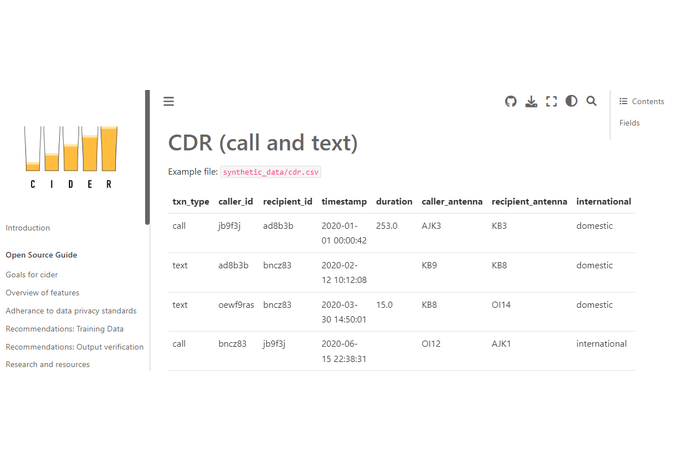 CIDER
Introduction
Open Source Guide
Goals for cider
Overview of features
Adherance to data privacy standards
Recommendations: Training Data
Recommendations: Output verification
Research and resources
CDR (call and text)
Example file: synthetic_data/cdr.csv
txn_type caller_id recipient_id timestamp duration caller_antenna recipient_antenna international
call jb9f3j ad8b3b 2020-01- 253.0 AJK3 KB3 domestic
01 00:00:42
text ad8b3b bncz83 2020-02- KB9 KB8 domestic
12 10:12:08
text oewf9ras bncz83 2020-03- 15.0 KB8 OI14 domestic
30 14:50:01
call bncz83 jb9f3j 2020-06- OI12 AJK1 international
15 22:38:31
Contents
Fields